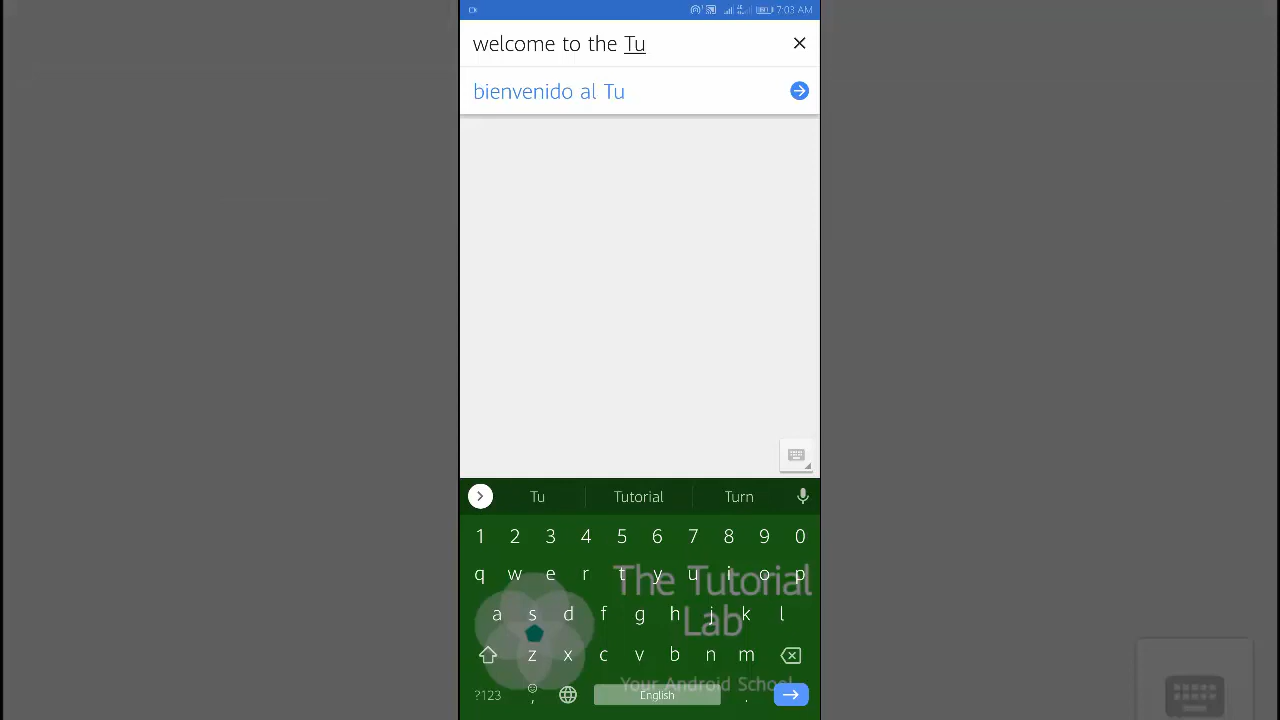 7:03 AM
welcome to the Tu
bienvenido al Tu
Tu Tutorial Turn
1 2 3 4 5 6 7 8 9 0
q w e r t y u i o p
The Tutorial
a s d f g h j k l
Lab
z x c v b n m
Your Android School
?123 , English .